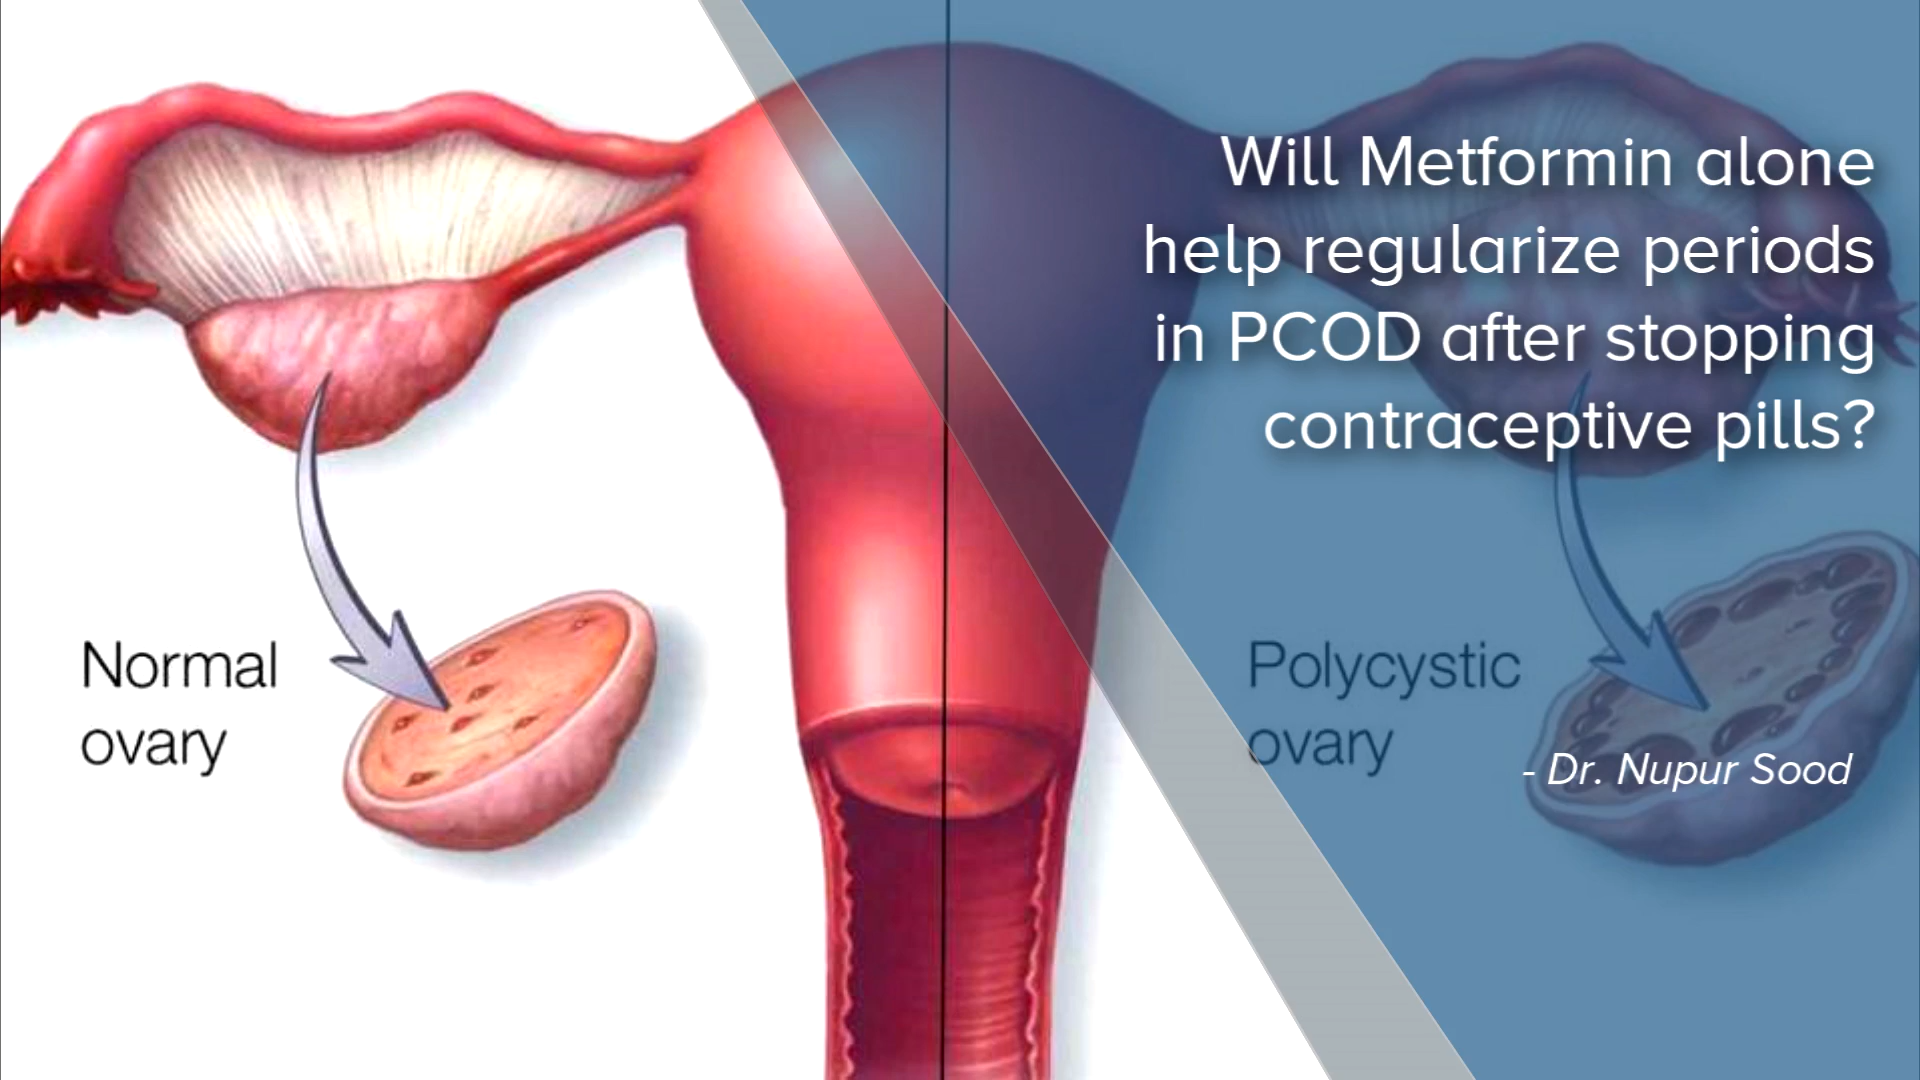 Will Metformin alone
help regularize periods
in PCOD after stopping
contraceptive pills?
Normal
ovary
Polycystic
ovary
- Dr. Nupur Sood